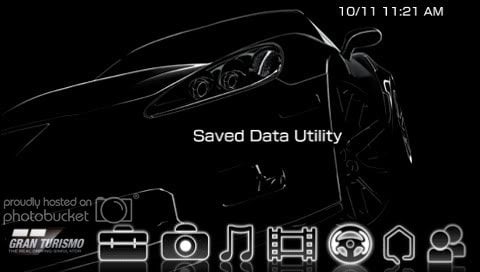 10/11 11:21 AM
Saved Data Utility
proudly hosted on
photobucket
GRAN TURISMO
THE REAL DRIVING SIMULATOR